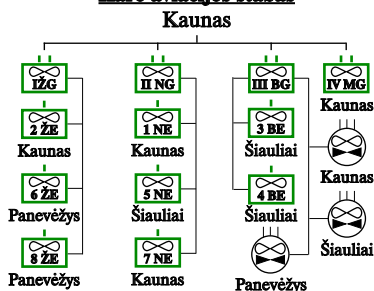 Kaunas
IŽG
II NG
III BG
IV MG
Kaunas
2 ŽE
1 NE
3 BE
Kaunas
Kaunas
Šiauliai
Kaunas
6 ŽE
5 NE
4 BE
Panevėžys
Šiauliai
Šiauliai
Šiauliai
8 ŽE
7 NE
Panevėžys
Kaunas
Panevėžys